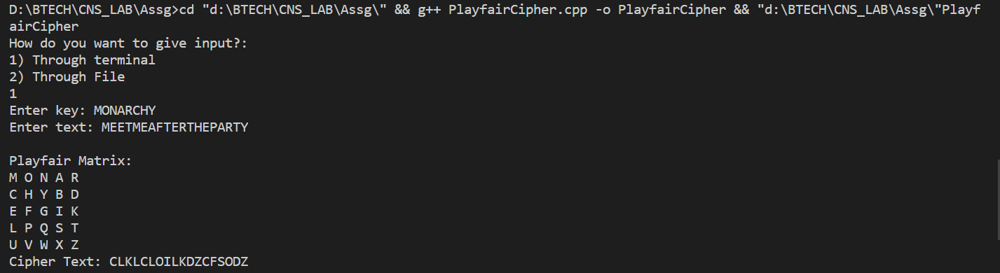 D:\BTECH\CNS_LAB\Assg>cd "d:\BTECH\CNS_LAB\Assg\" && g++ PlayfairCipher.cpp -o PlayfairCipher && "d:\BTECH\CNS_LAB\Assg\"Playf
airCipher
How do you want to give input?:
1) Through terminal
2) Through File
1
Enter key: MONARCHY
Enter text: MEETMEAFTERTHEPARTY
Playfair Matrix:
M O N A R
C H Y B D
E F G I K
L P Q S T
U V W X Z
Cipher Text: CLKLCLOILKDZCFSODZ